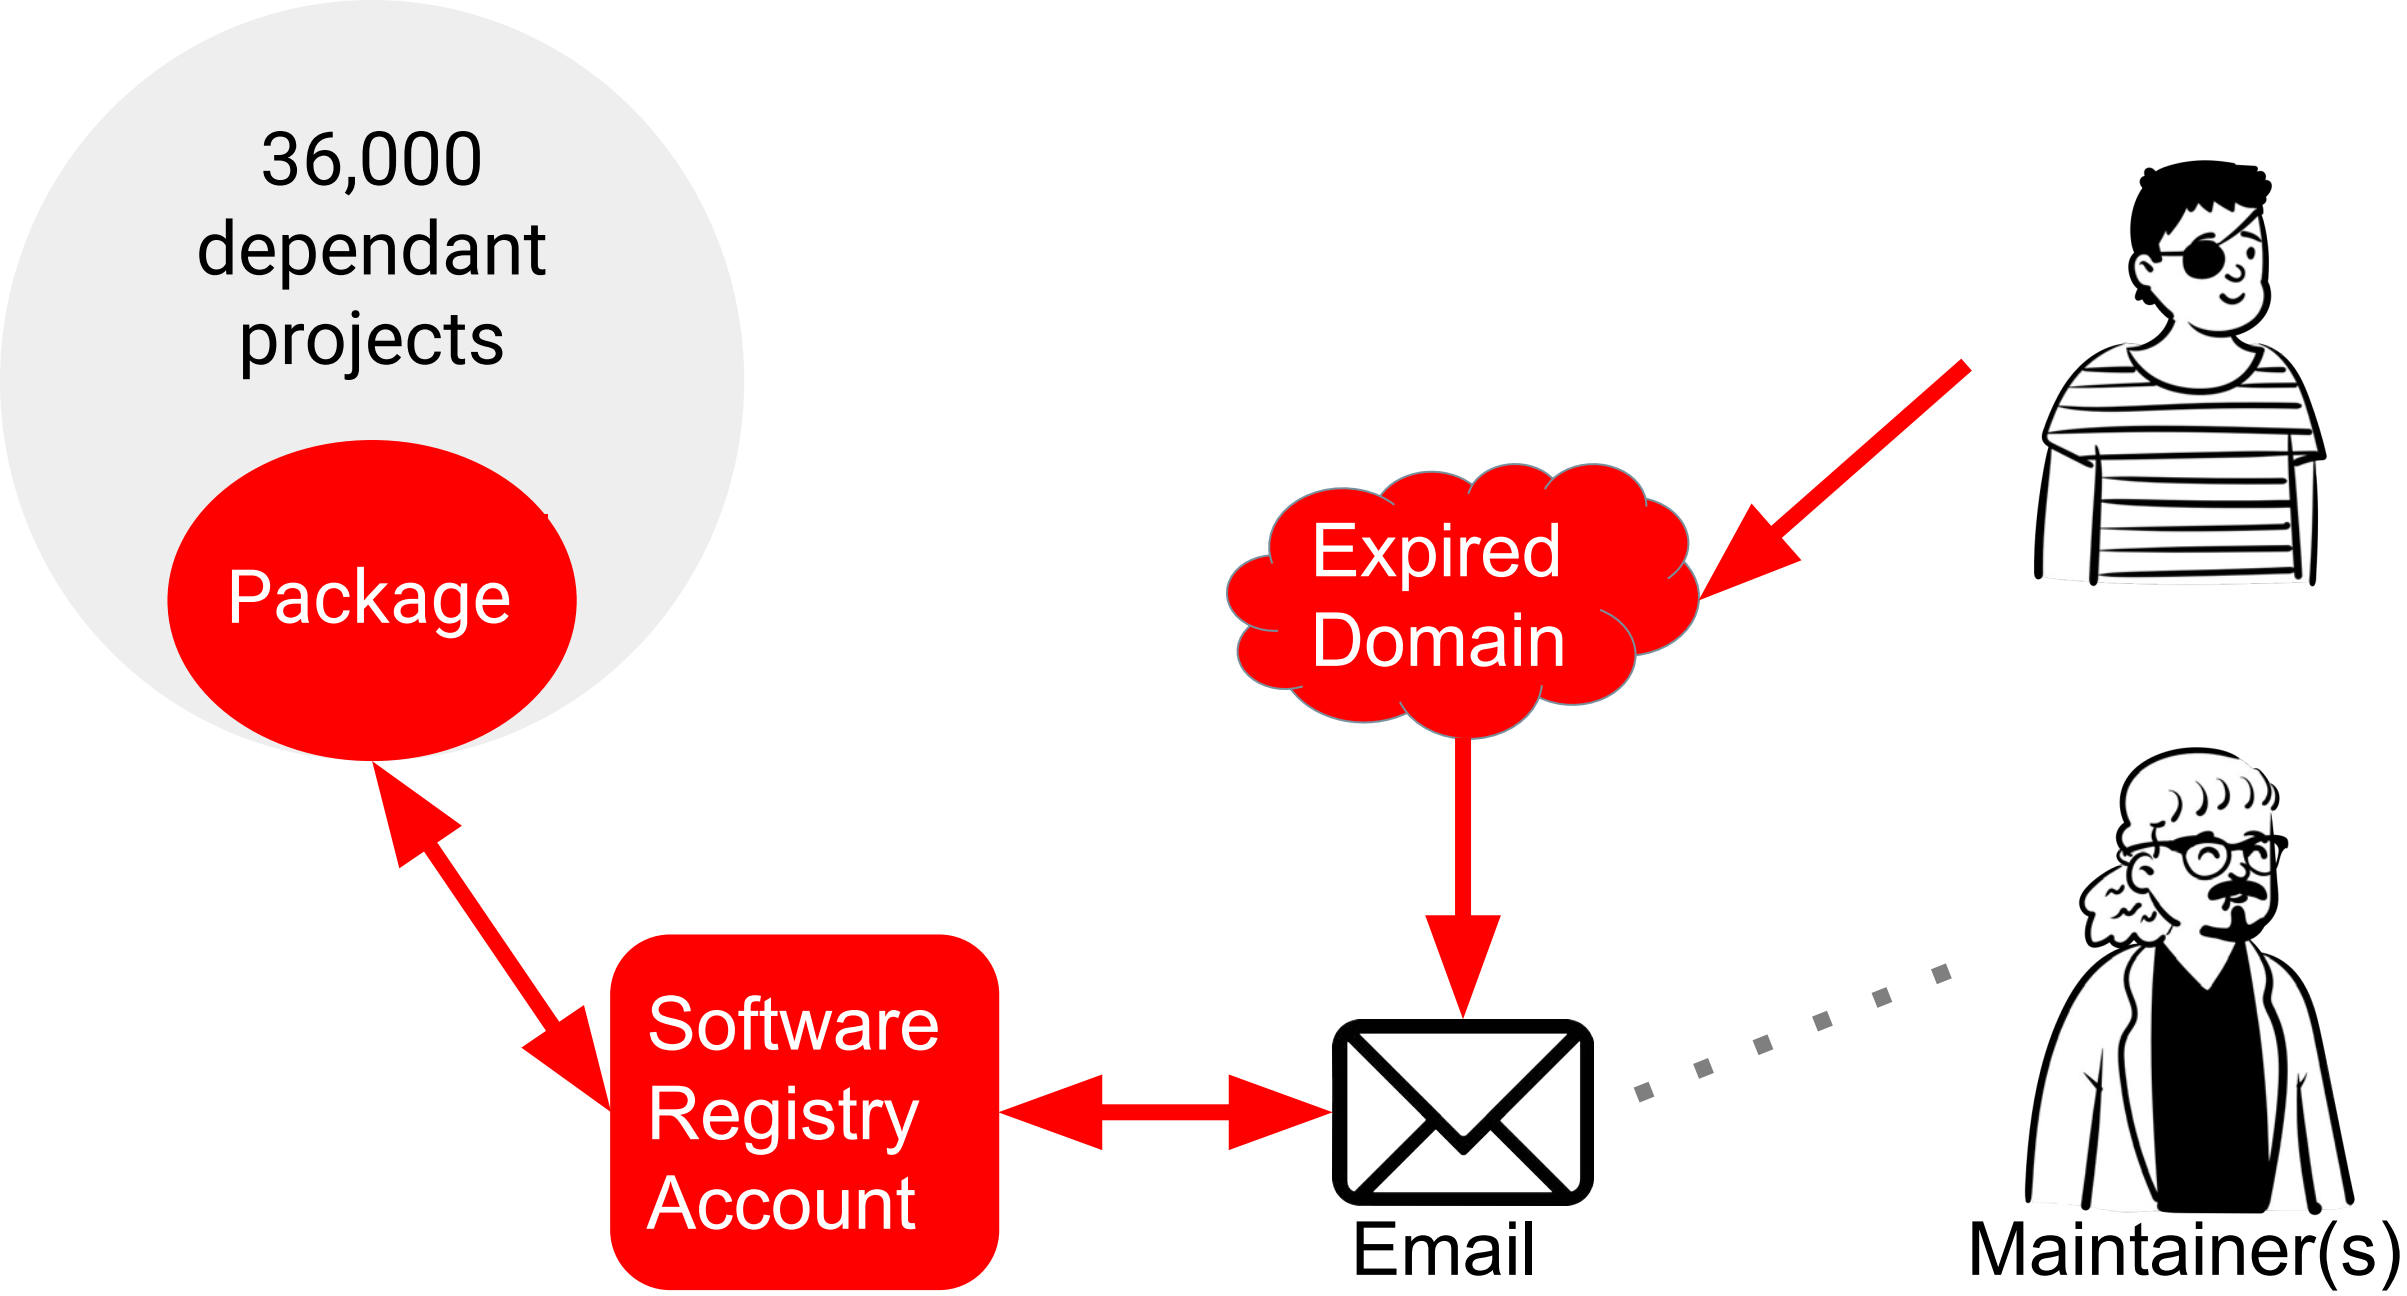 36,000
dependant
projects
Package
Expired
Domain
Software
Registry
Account
Email
Maintainer(s)